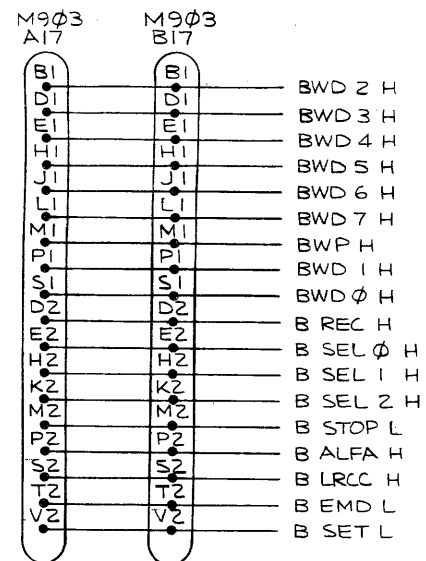 M9Ø3 M9Ø3
A17 B17
B1 B1
BWD 2 H
D1 D1
BWD 3 H
E1 E1
BWD 4 H
H1 H1
BWD 5 H
J1 J1
BWD 6 H
L1 L1
BWD 7 H
M1 M1
BWP H
P1 P1
BWD 1 H
S1 S1
BWD Ø H
D2 D2
B REC H
E2 E2
B SEL Ø H
H2 H2
B SEL 1 H
K2 K2
B SEL 2 H
M2 M2
B STOP L
P2 P2
B ALFA H
S2 S2
B LRCC H
T2 T2
B EMD L
V2 V2
B SET L